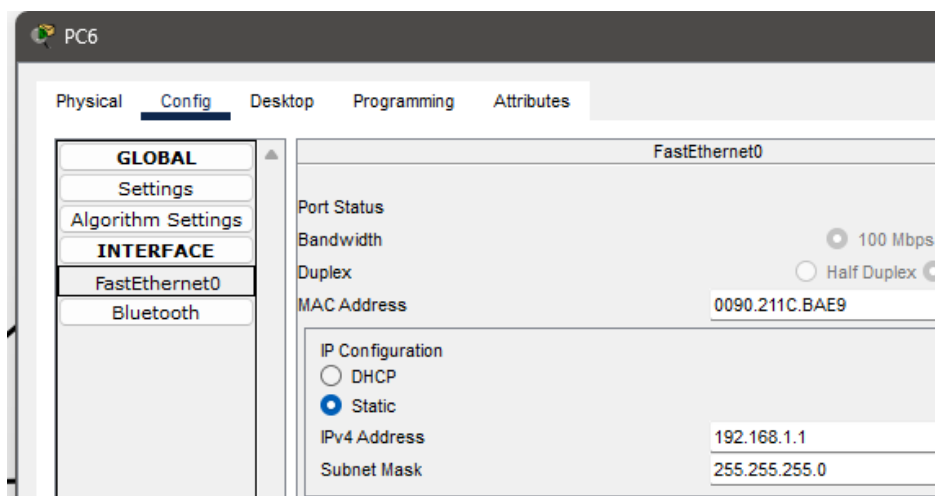 PC6
Physical Config Desktop Programming Attributes
GLOBAL
Settings
Algorithm Settings
INTERFACE
FastEthernet0
Bluetooth
FastEthernet0
Port Status
Bandwidth 100 Mbps
Duplex Half Duplex
MAC Address 0090.211C.BAE9
IP Configuration
DHCP
Static
IPv4 Address 192.168.1.1
Subnet Mask 255.255.255.0